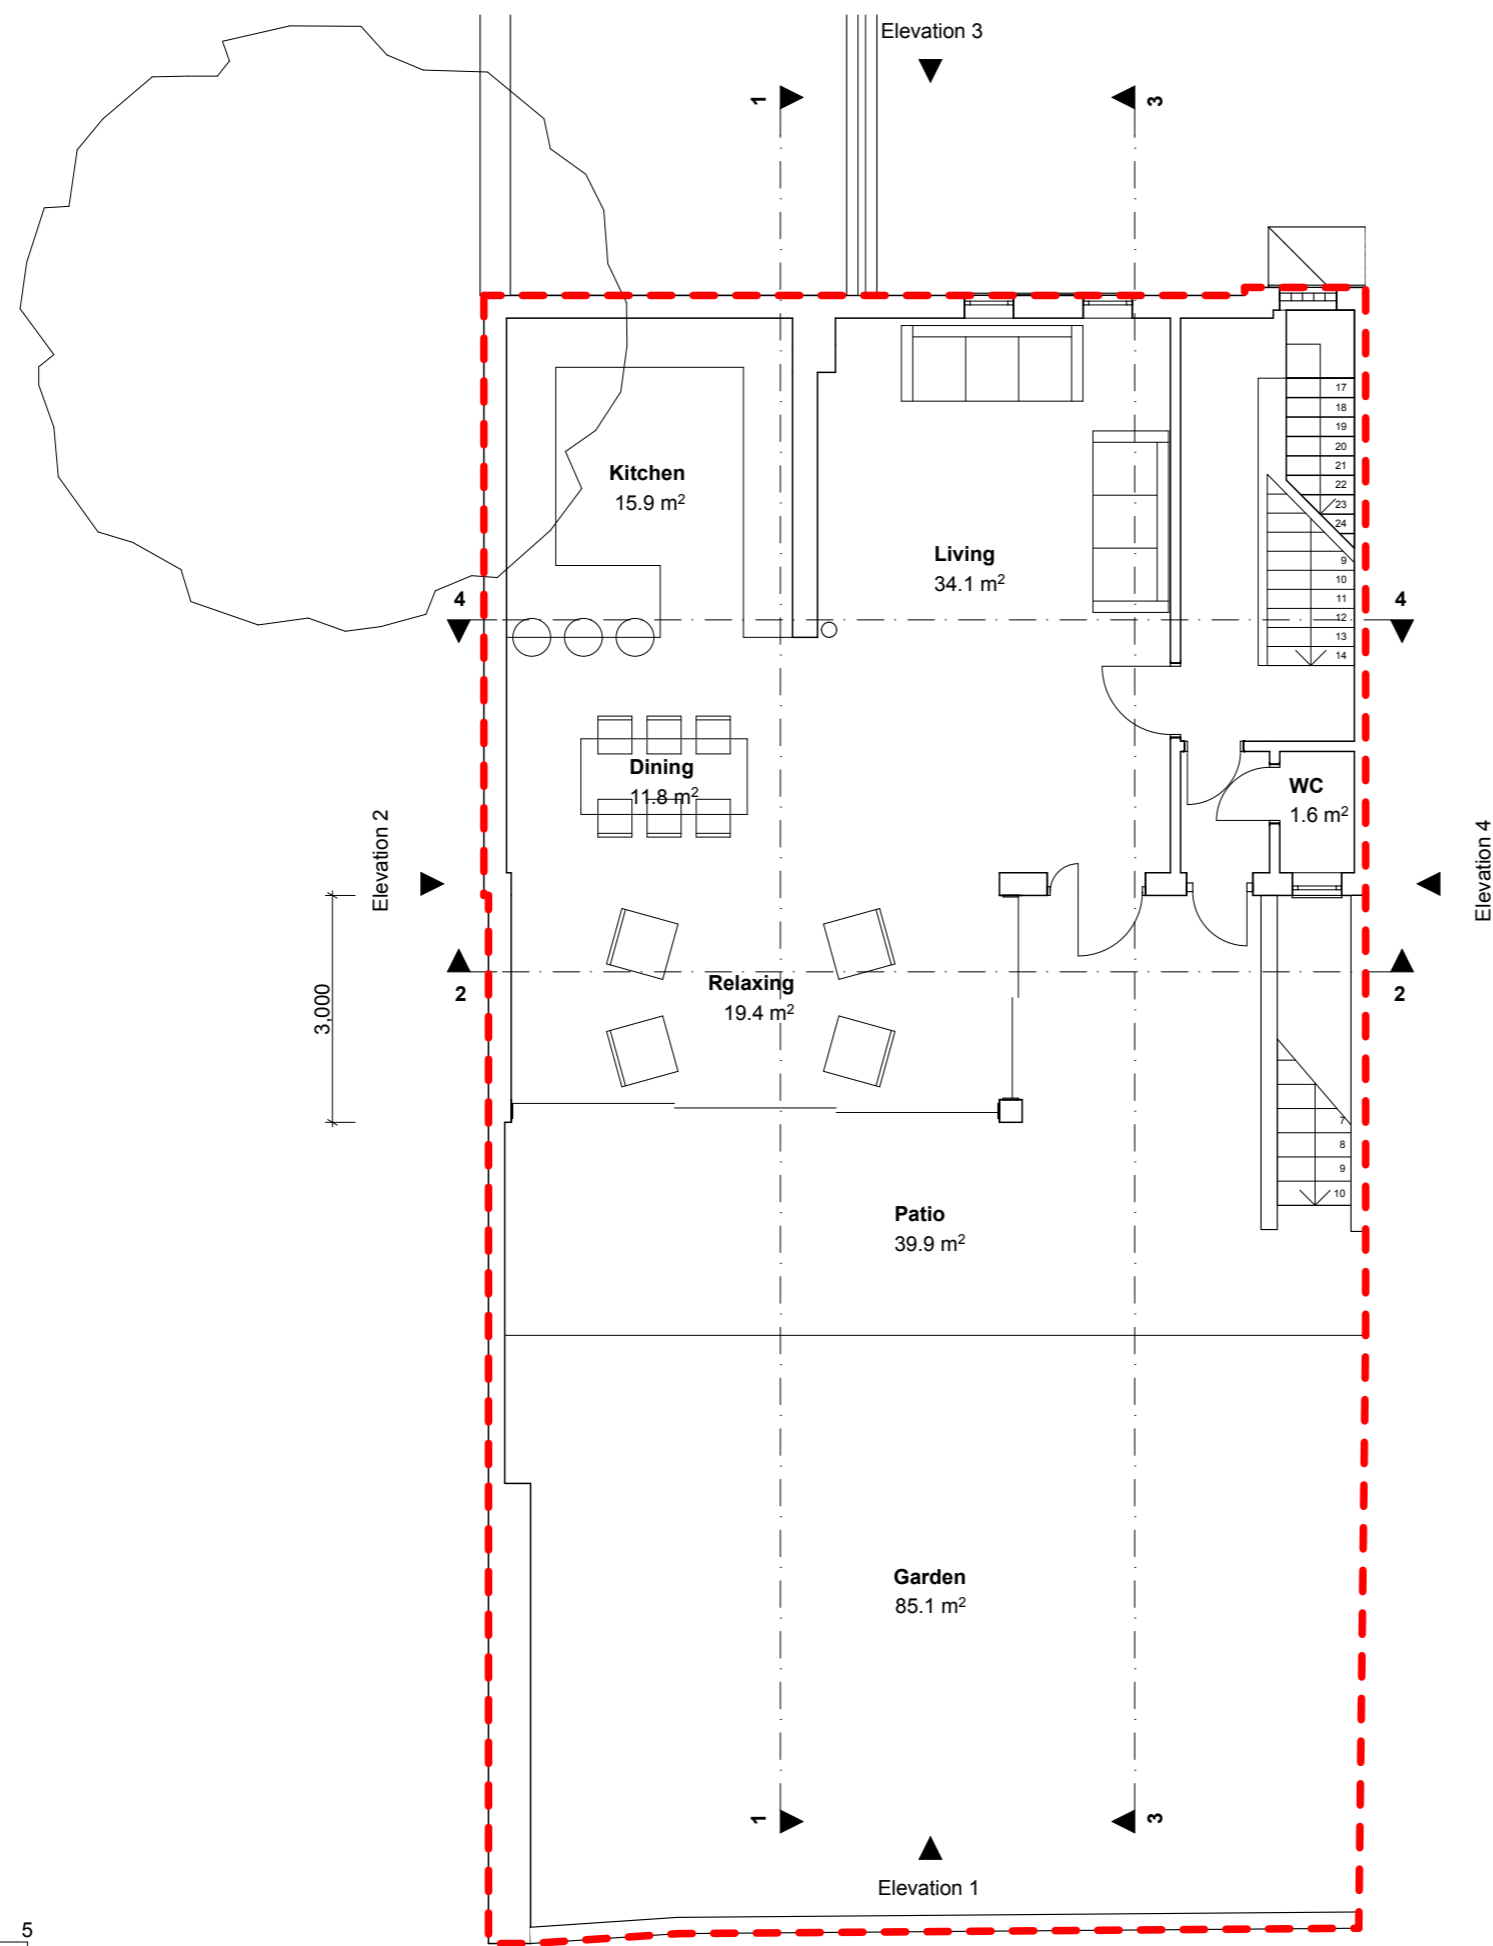 Elevation 3
1
3
17
18
19
20
21
22
23
24
9
10
11
12
13
14
Kitchen
15.9 m²
Living
34.1 m²
4
4
Dining
11.8 m²
WC
1.6 m²
Elevation 2
Elevation 4
3,000
2
2
Relaxing
19.4 m²
7
8
9
10
Patio
39.9 m²
Garden
85.1 m²
1
3
Elevation 1
5